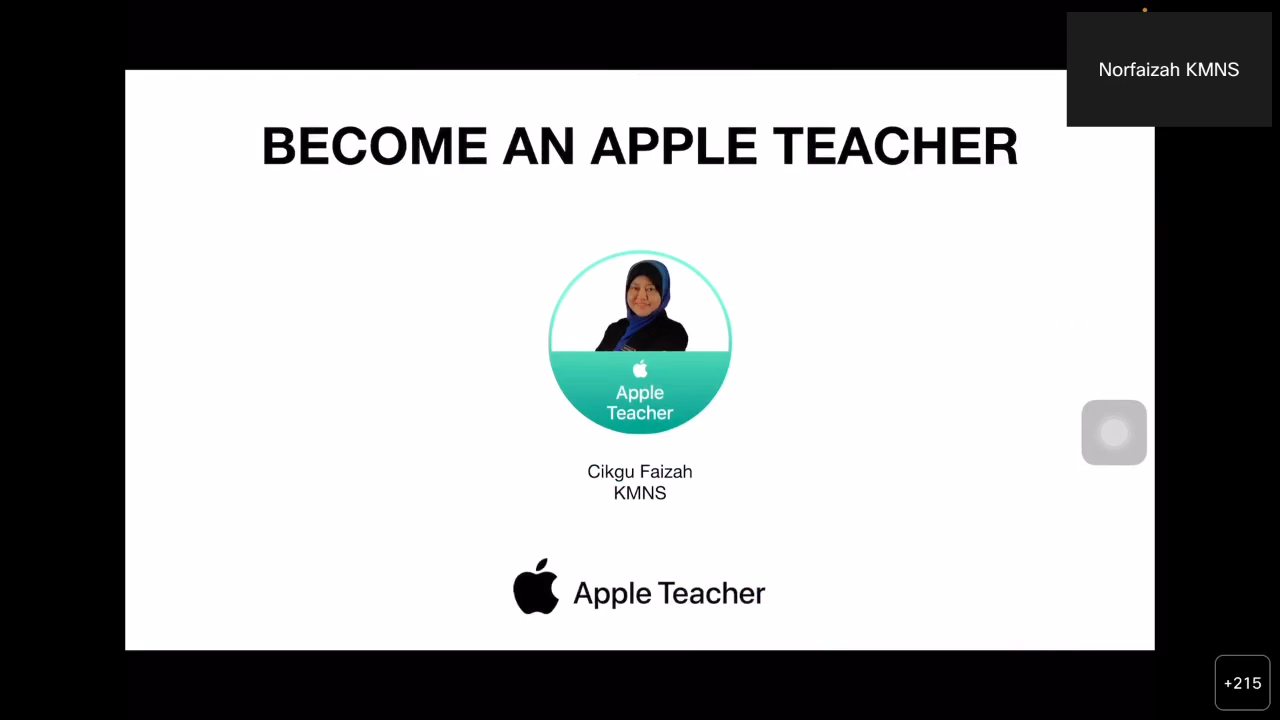 Norfaizah KMNS
BECOME AN APPLE TEACHER
Apple
Teacher
Cikgu Faizah
KMNS
Apple Teacher
+215